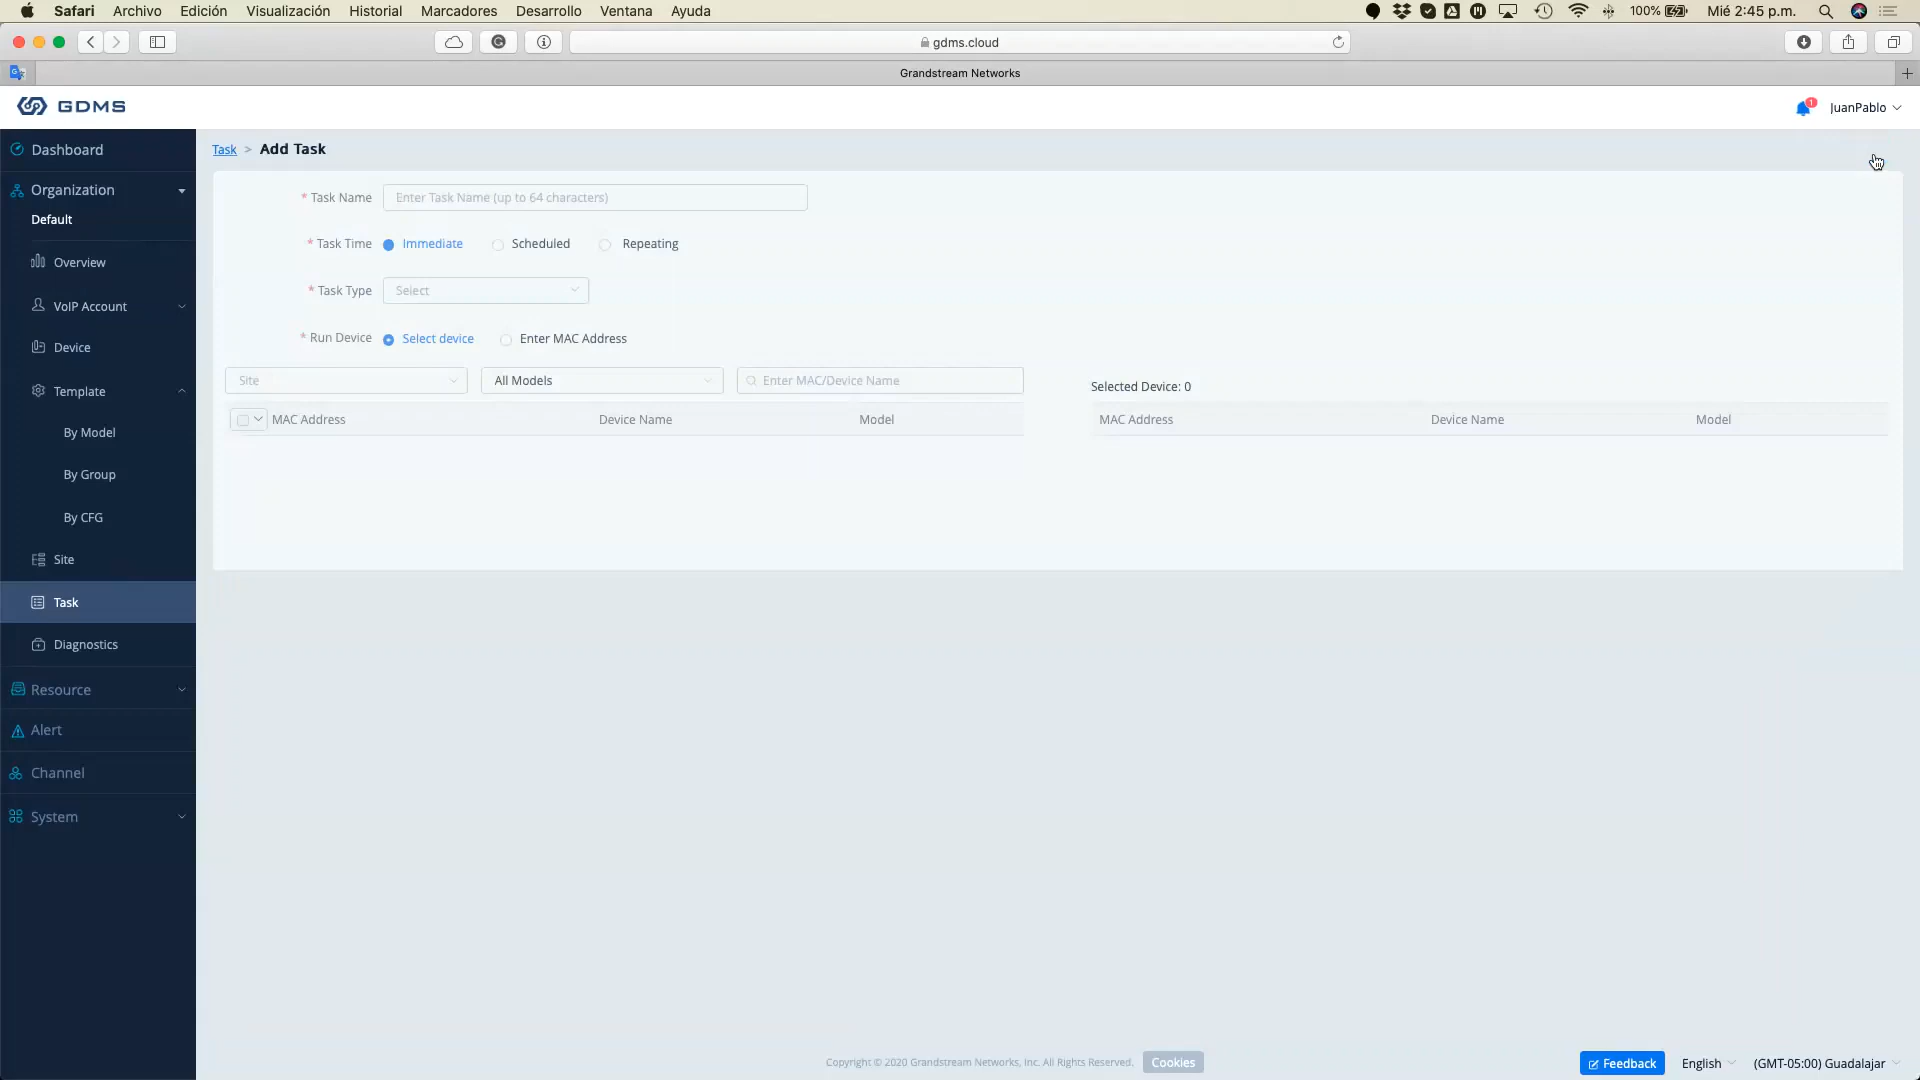 Safari Archivo Edición Visualización Historial Marcadores Desarrollo Ventana Ayuda 100% Mié 2:45 p.m.
gdms.cloud
Grandstream Networks
GDMS
1 JuanPablo
Dashboard
Organization
Default
Overview
VoIP Account
Device
Template
By Model
By Group
By CFG
Site
Task
Diagnostics
Resource
Alert
Channel
System
Task > Add Task
* Task Name Enter Task Name (up to 64 characters)
* Task Time Immediate Scheduled Repeating
* Task Type Select
* Run Device Select device Enter MAC Address
Site All Models Enter MAC/Device Name Selected Device: 0
MAC Address Device Name Model MAC Address Device Name Model
Copyright © 2020 Grandstream Networks, Inc. All Rights Reserved. Cookies Feedback English (GMT-05:00) Guadalajar